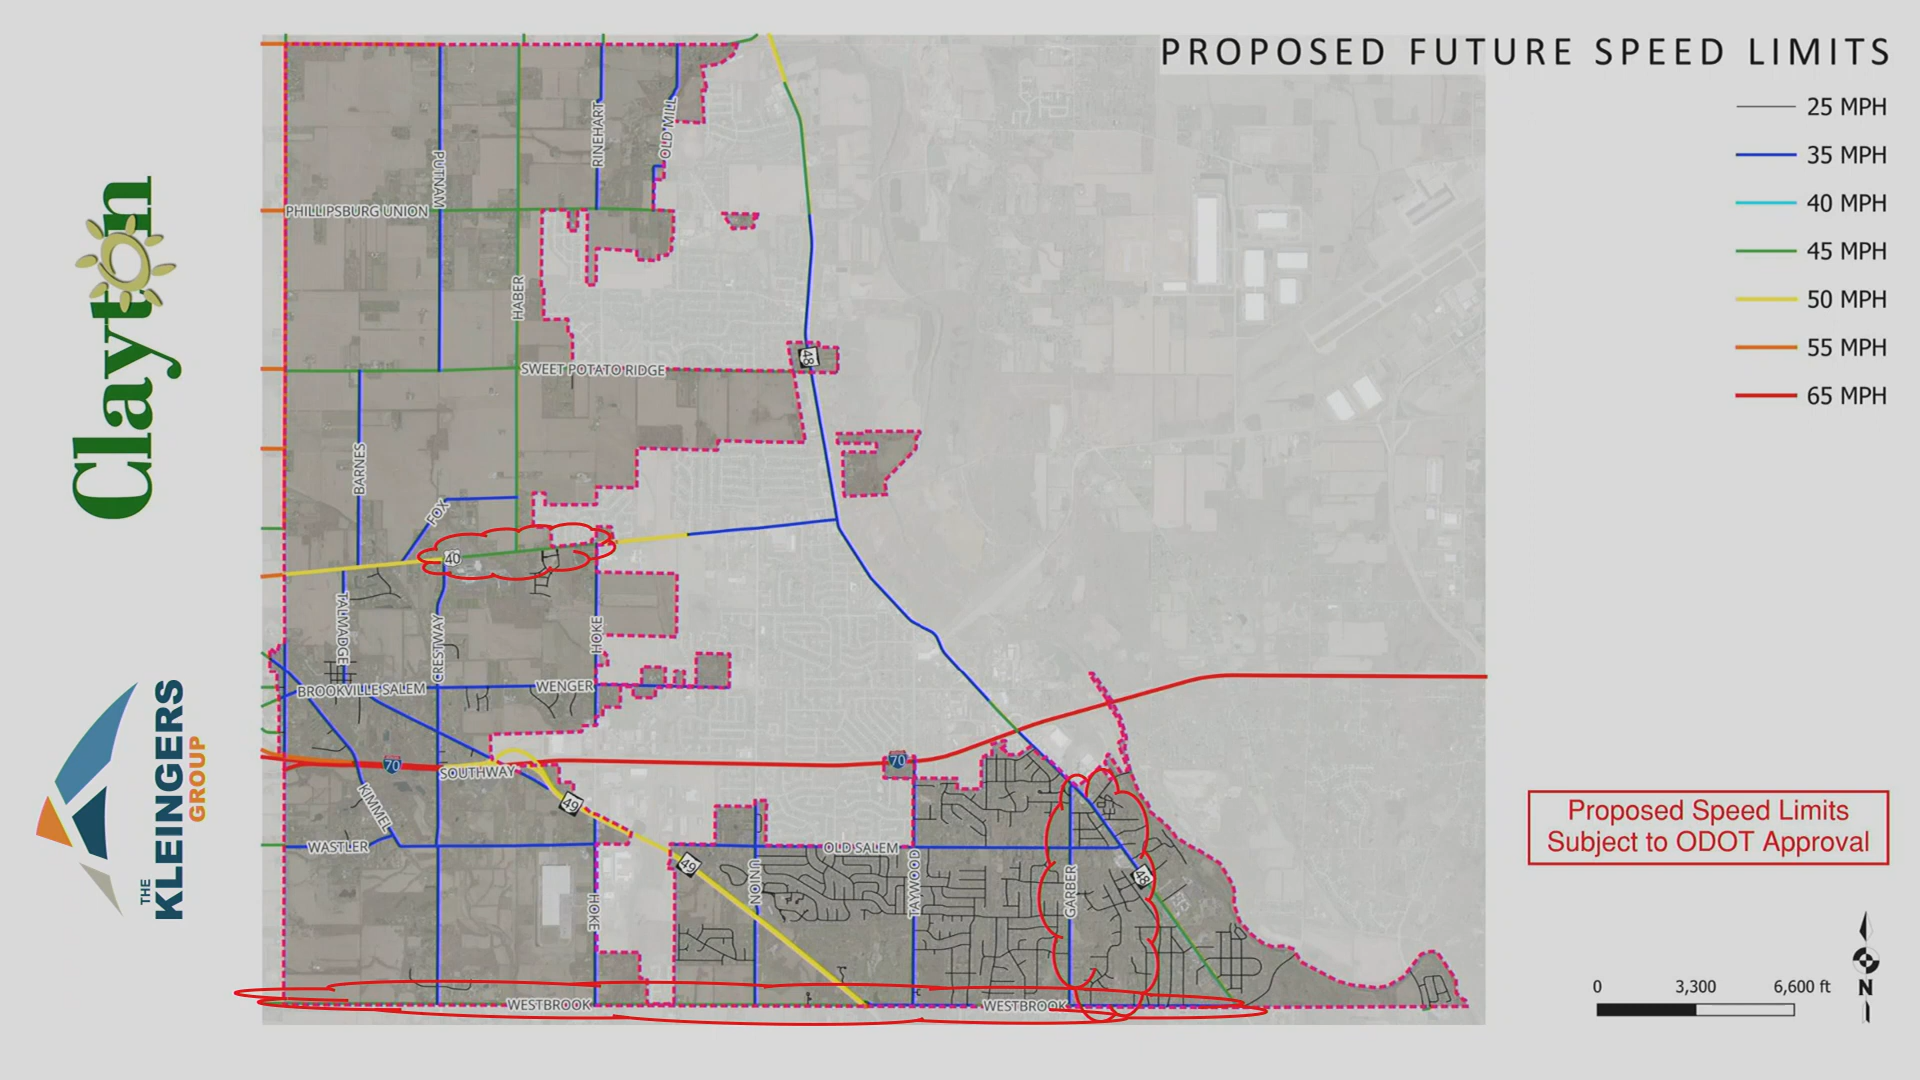 PROPOSED FUTURE SPEED LIMITS
25 MPH
35 MPH
40 MPH
45 MPH
50 MPH
55 MPH
65 MPH
Clayton
THE
KLEINGERS
GROUP
PUTNAM
RINEHART
OLD MILL
PHILLIPSBURG UNION
HABER
48
SWEET POTATO RIDGE
BARNES
FOX
40
TALMADGE
CRESTWAY
HOKE
BROOKVILLE SALEM
WENGER
70
70
SOUTHWAY
49
KIMMEL
WASTLER
OLD SALEM
49
UNION
TAYWOOD
GARBER
48
HOKE
WESTBROOK
WESTBROOK
Proposed Speed Limits
Subject to ODOT Approval
N
0 3,300 6,600 ft